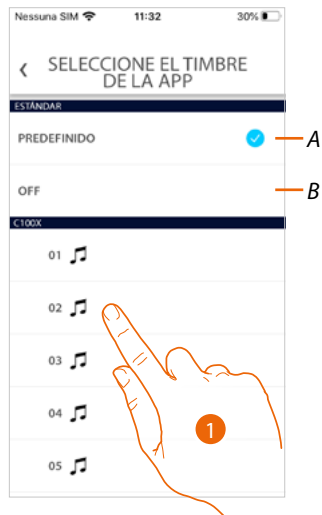 Nessuna SIM 11:32 30%
SELECCIONE EL TIMBRE
DE LA APP
ESTÁNDAR
PREDEFINIDO
A
OFF
B
C100X
01
02
03
04
05
1